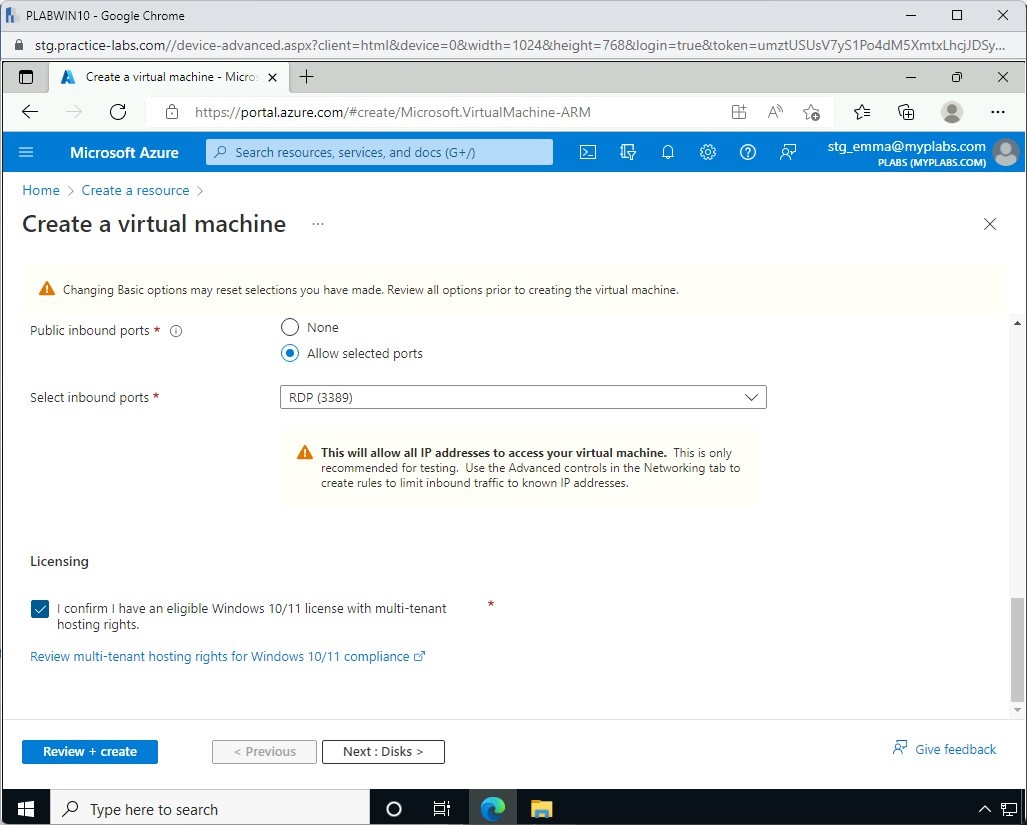 PLABWIN10 - Google Chrome
stg.practice-labs.com//device-advanced.aspx?client=html&device=0&width=1024&height=768&login=true&token=umztUSUsV7yS1Po4dM5XmtxLhcjJDSy...
Create a virtual machine - Micros
https://portal.azure.com/#create/Microsoft.VirtualMachine-ARM
Microsoft Azure
Search resources, services, and docs (G+/)
stg_emma@myplabs.com
PLABS (MYPLABS.COM)
Home > Create a resource >
Create a virtual machine ...
Changing Basic options may reset selections you have made. Review all options prior to creating the virtual machine.
Public inbound ports *
None
Allow selected ports
Select inbound ports *
RDP (3389)
This will allow all IP addresses to access your virtual machine. This is only
recommended for testing. Use the Advanced controls in the Networking tab to
create rules to limit inbound traffic to known IP addresses.
Licensing
I confirm I have an eligible Windows 10/11 license with multi-tenant *
hosting rights.
Review multi-tenant hosting rights for Windows 10/11 compliance
Review + create
< Previous
Next : Disks >
Give feedback
Type here to search